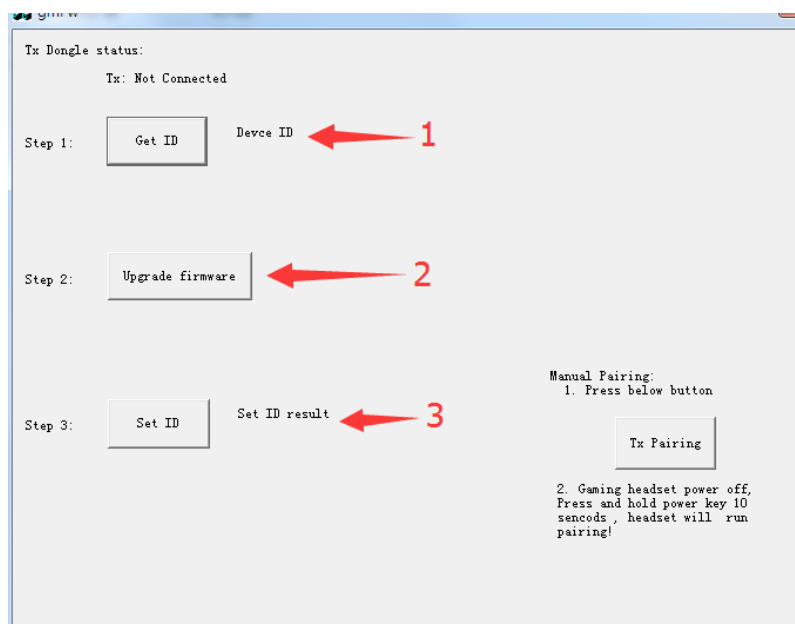 Tx Dongle status:
Tx: Not Connected
Step 1:
Get ID
Devce ID
1
Step 2:
Upgrade firmware
2
Step 3:
Set ID
Set ID result
3
Manual Pairing:
1. Press below button
Tx Pairing
2. Gaming headset power off,
Press and hold power key 10
sencods , headset will run
pairing!